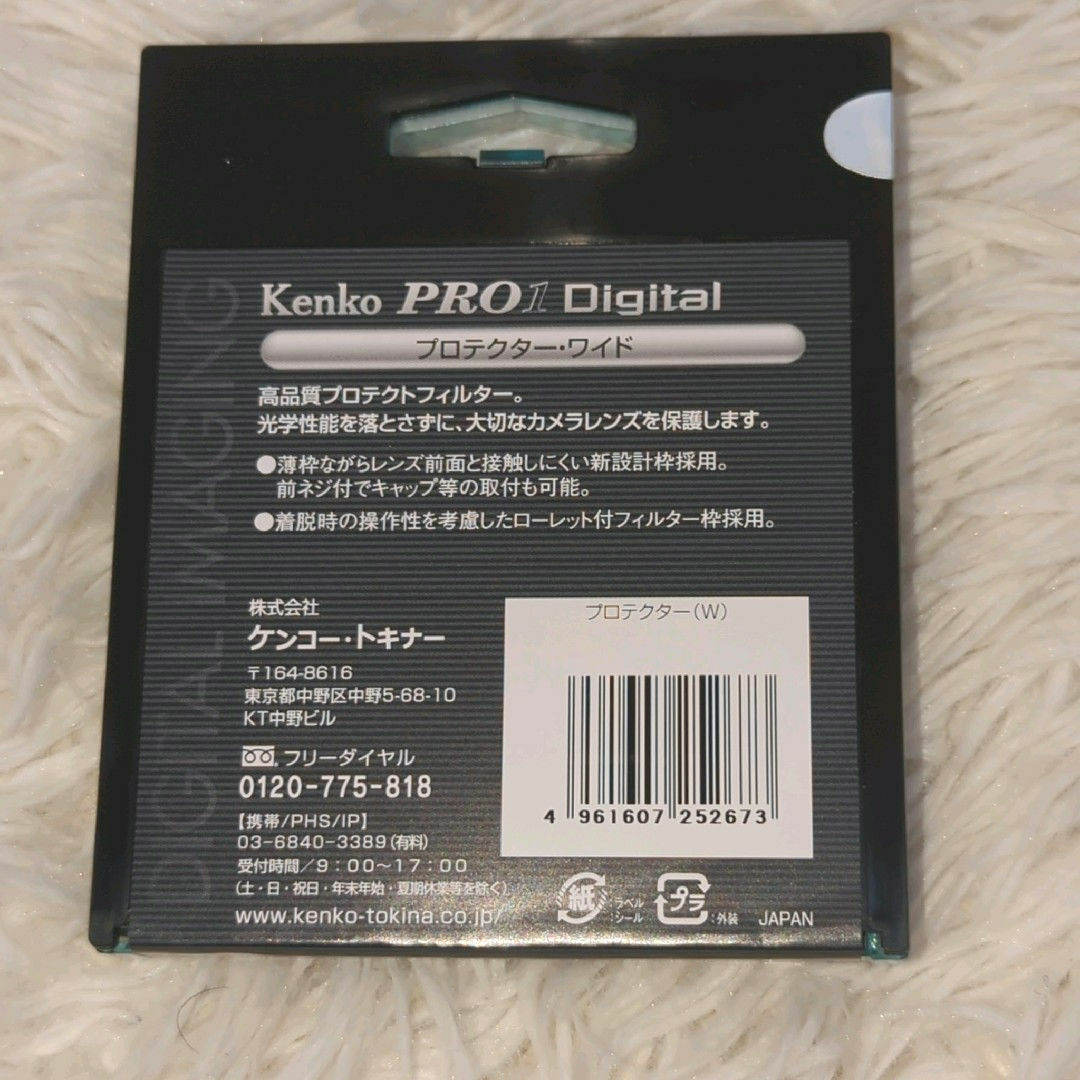 Kenko PRO1 Digital
プロテクター・ワイド
高品質プロテクトフィルター。
光学性能を落とさずに、大切なカメラレンズを保護します。
●薄枠ながらレンズ前面と接触しにくい新設計枠採用。
前ネジ付でキャップ等の取付も可能。
●着脱時の操作性を考慮したローレット付フィルター枠採用。
DIGITAL IMAGING
株式会社
ケンコー・トキナー
〒164-8616
東京都中野区中野5-68-10
KT中野ビル
フリーダイヤル
0120-775-818
【携帯/PHS/IP】
03-6840-3389(有料)
受付時間/9:00〜17:00
(土・日・祝日・年末年始・夏期休業等を除く)
www.kenko-tokina.co.jp/
プロテクター(W)
4 961607 252673
紙
ラベル
シール
プラ
:外装
JAPAN